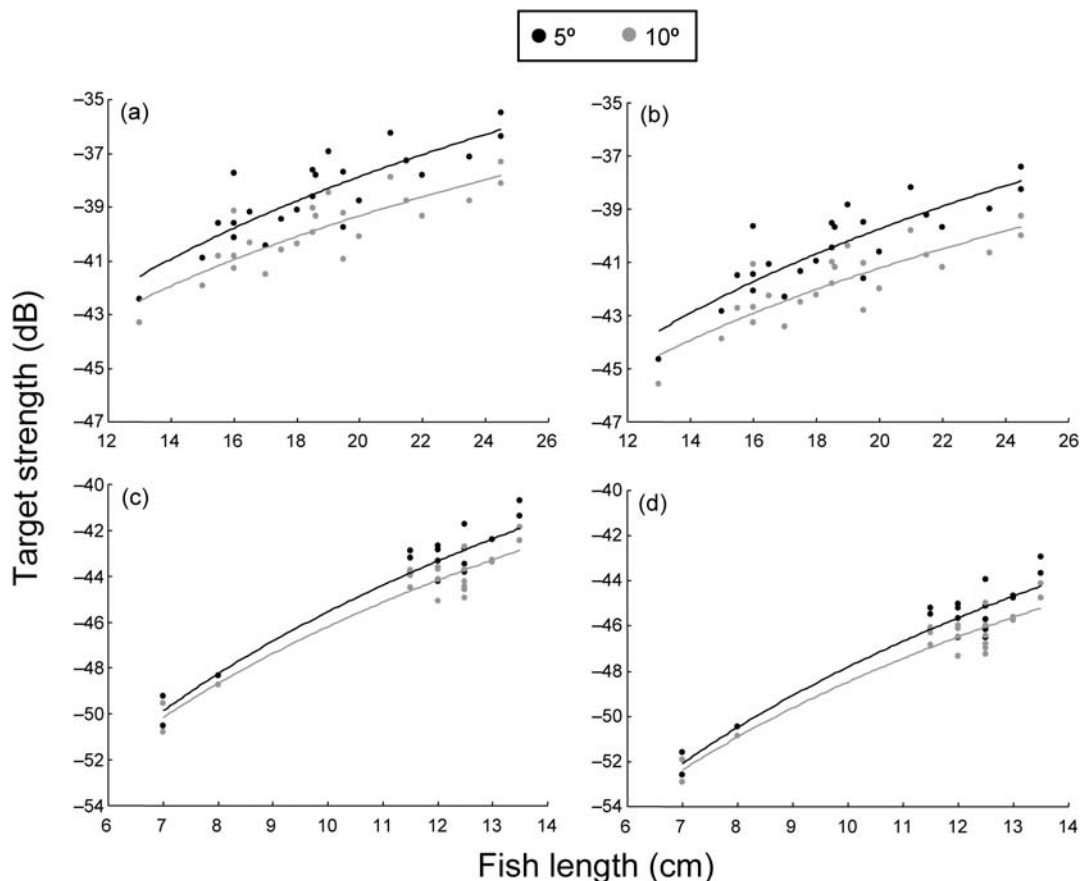 5º 10º
(a)
–35
–37
–39
–41
–43
–45
–47
12 14 16 18 20 22 24 26
(b)
–35
–37
–39
–41
–43
–45
–47
12 14 16 18 20 22 24 26
(c)
–40
–42
–44
–46
–48
–50
–52
–54
6 7 8 9 10 11 12 13 14
(d)
–40
–42
–44
–46
–48
–50
–52
–54
6 7 8 9 10 11 12 13 14
Target strength (dB)
Fish length (cm)